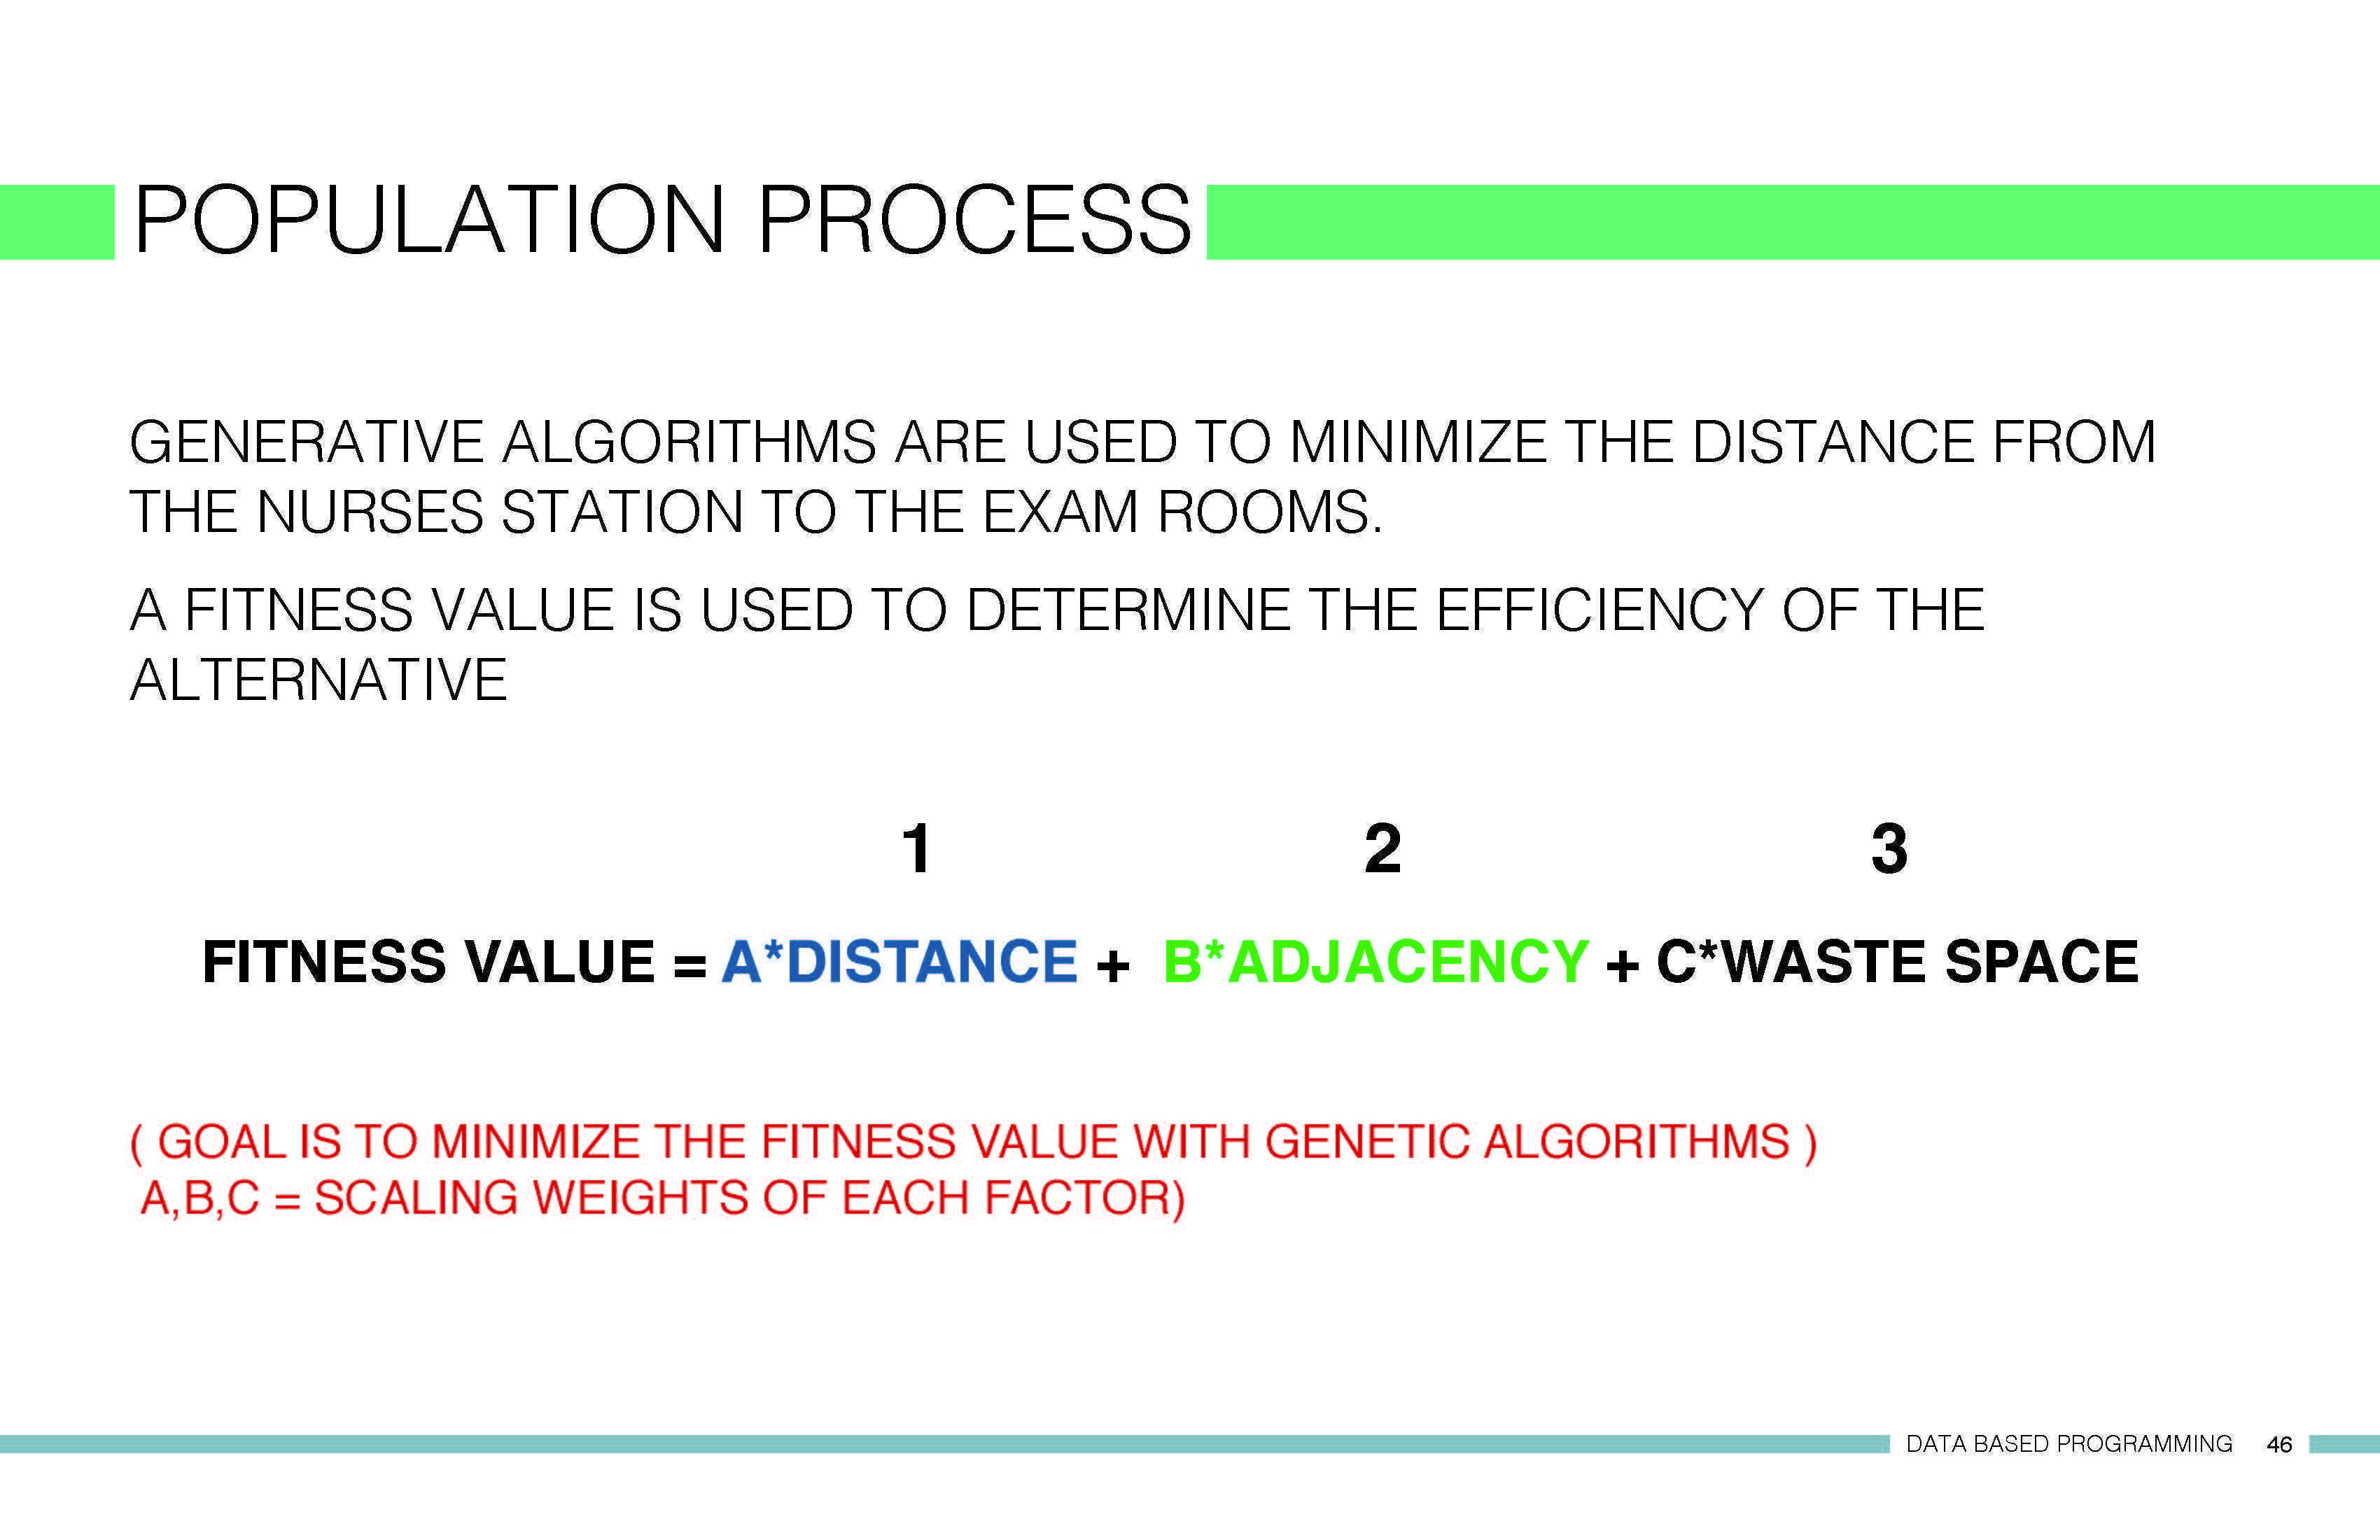 POPULATION PROCESS
GENERATIVE ALGORITHMS ARE USED TO MINIMIZE THE DISTANCE FROM
THE NURSES STATION TO THE EXAM ROOMS.
A FITNESS VALUE IS USED TO DETERMINE THE EFFICIENCY OF THE
ALTERNATIVE
1 2 3
FITNESS VALUE = A*DISTANCE + B*ADJACENCY + C*WASTE SPACE
( GOAL IS TO MINIMIZE THE FITNESS VALUE WITH GENETIC ALGORITHMS )
A,B,C = SCALING WEIGHTS OF EACH FACTOR)
DATA BASED PROGRAMMING 46